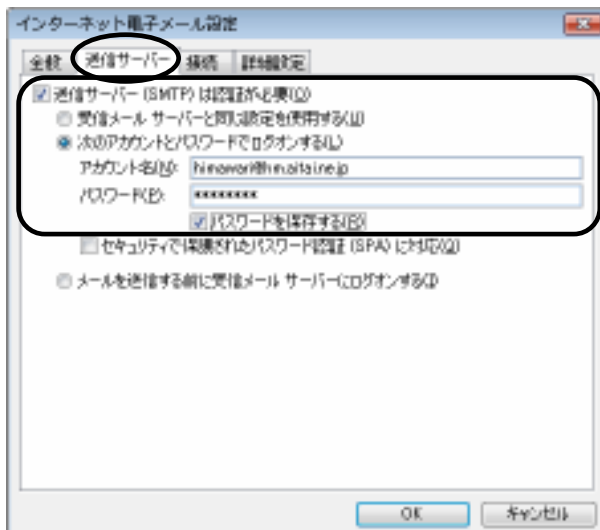 インターネット電子メール設定
全般 送信サーバー 接続 詳細設定
送信サーバー (SMTP) は認証が必要(O)
受信メール サーバーと同じ設定を使用する(U)
次のアカウントとパスワードでログオンする(L)
アカウント名(N): himawari@hm.aitai.ne.jp
パスワード(P): ********
パスワードを保存する(R)
セキュリティで保護されたパスワード認証 (SPA) に対応(Q)
メールを送信する前に受信メール サーバーにログオンする(I)
OK キャンセル